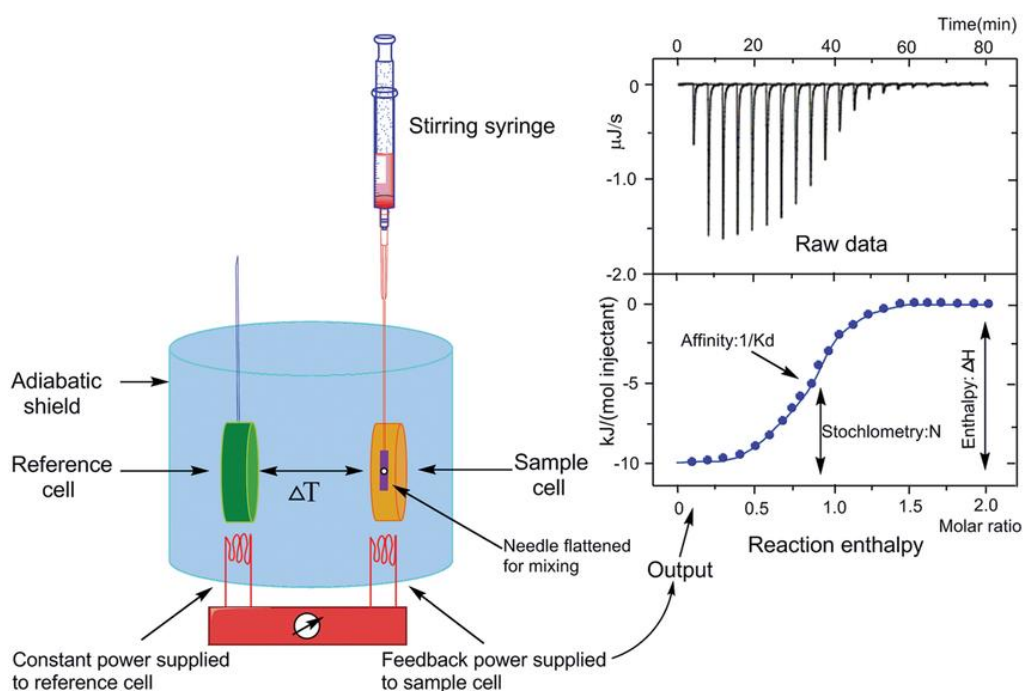 Stirring syringe
Adiabatic
shield
Reference
cell
ΔT
Sample
cell
Needle flattened
for mixing
Constant power supplied
to reference cell
Feedback power supplied
to sample cell
Output
Time(min)
0 20 40 60 80
0
-1.0
-2.0
μJ/s
Raw data
0
-5
-10
kJ/(mol injectant)
Affinity:1/Kd
Stochlometry:N
Enthalpy: ΔH
0 0.5 1.0 1.5 2.0
Molar ratio
Reaction enthalpy